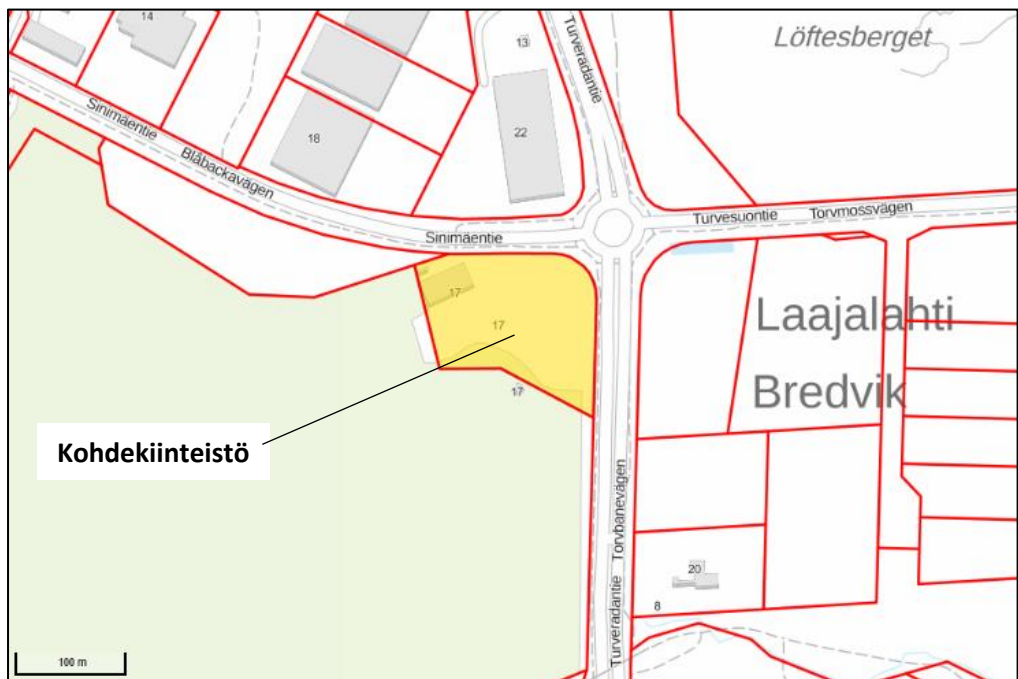 14
13
Turveradantie
Löftesberget
Sinimäentie
Blåbackavägen
18
22
Turvesuontie Torvmossvägen
Sinimäentie
17
17
17
Laajalahti
Bredvik
Kohdekiinteistö
Turveradantie Torvbanevägen
20
8
100 m